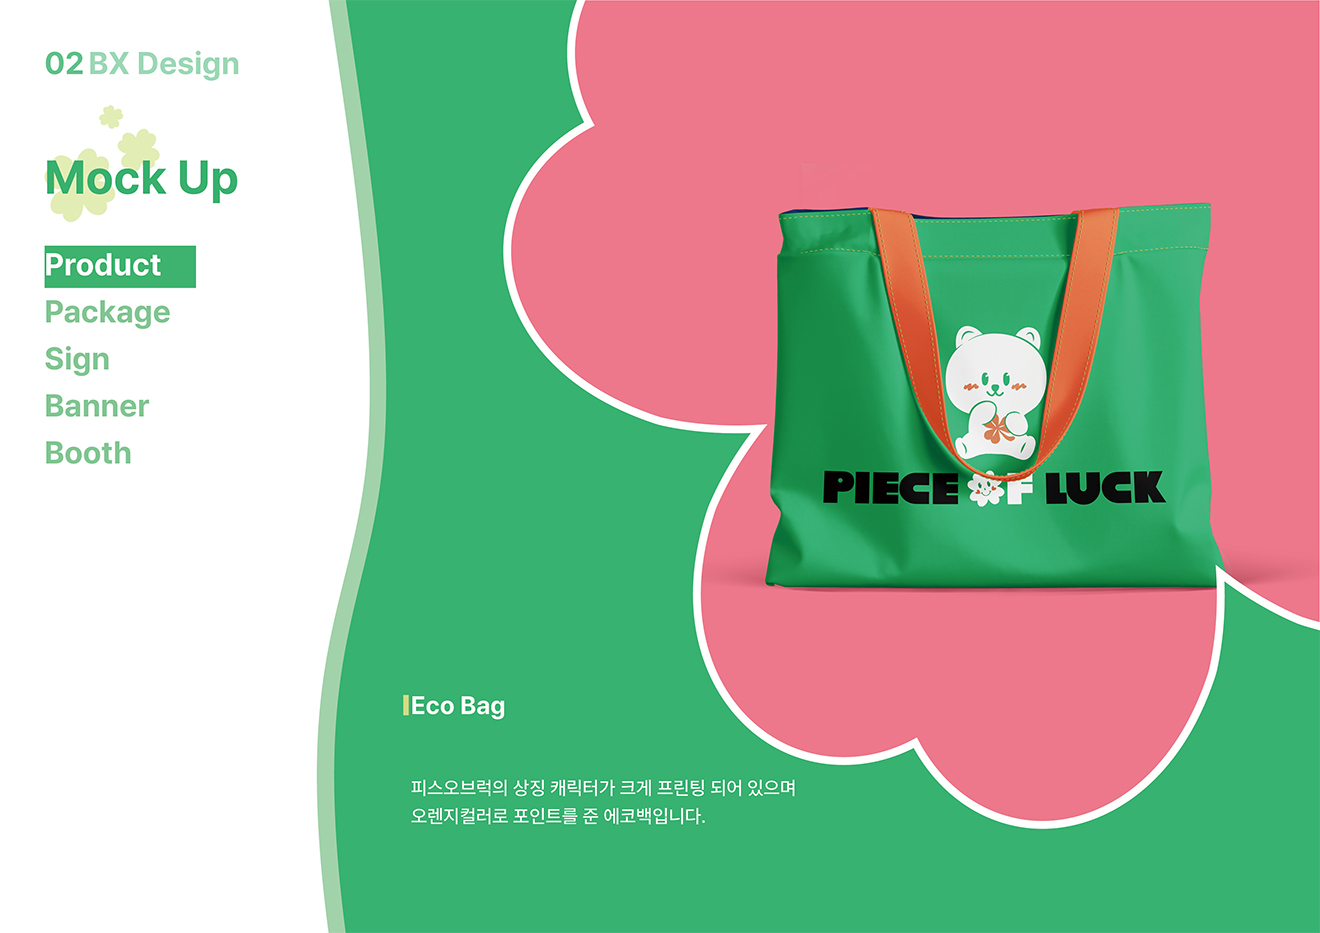 02 BX Design
Mock Up
Product
Package
Sign
Banner
Booth
PIECE OF LUCK
Eco Bag
피스오브럭의 상징 캐릭터가 크게 프린팅 되어 있으며
오렌지컬러로 포인트를 준 에코백입니다.